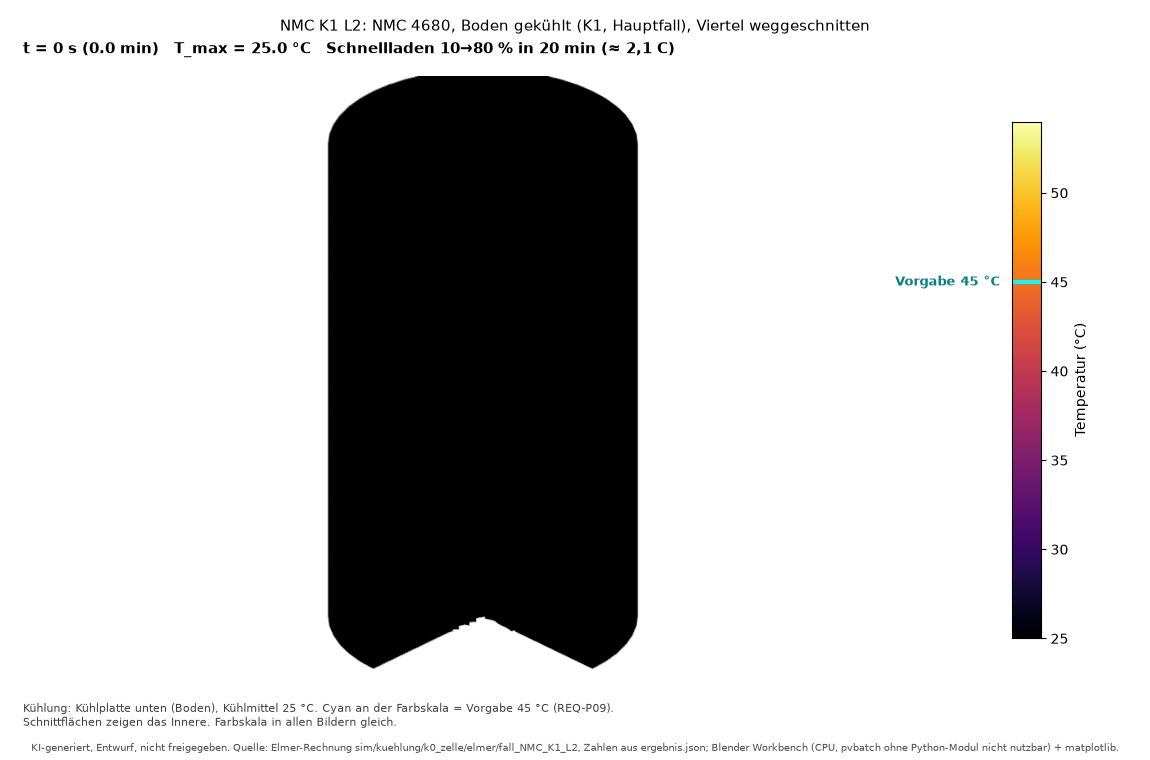 NMC K1 L2: NMC 4680, Boden gekühlt (K1, Hauptfall), Viertel weggeschnitten
t = 0 s (0.0 min)   T_max = 25.0 °C   Schnellladen 10→80 % in 20 min (≈ 2,1 C)
50
Vorgabe 45 °C
45
40
35
30
25
Temperatur (°C)
Kühlung: Kühlplatte unten (Boden), Kühlmittel 25 °C. Cyan an der Farbskala = Vorgabe 45 °C (REQ-P09).
Schnittflächen zeigen das Innere. Farbskala in allen Bildern gleich.
KI-generiert, Entwurf, nicht freigegeben. Quelle: Elmer-Rechnung sim/kuehlung/k0_zelle/elmer/fall_NMC_K1_L2, Zahlen aus ergebnis.json; Blender Workbench (CPU, pvbatch ohne Python-Modul nicht nutzbar) + matplotlib.